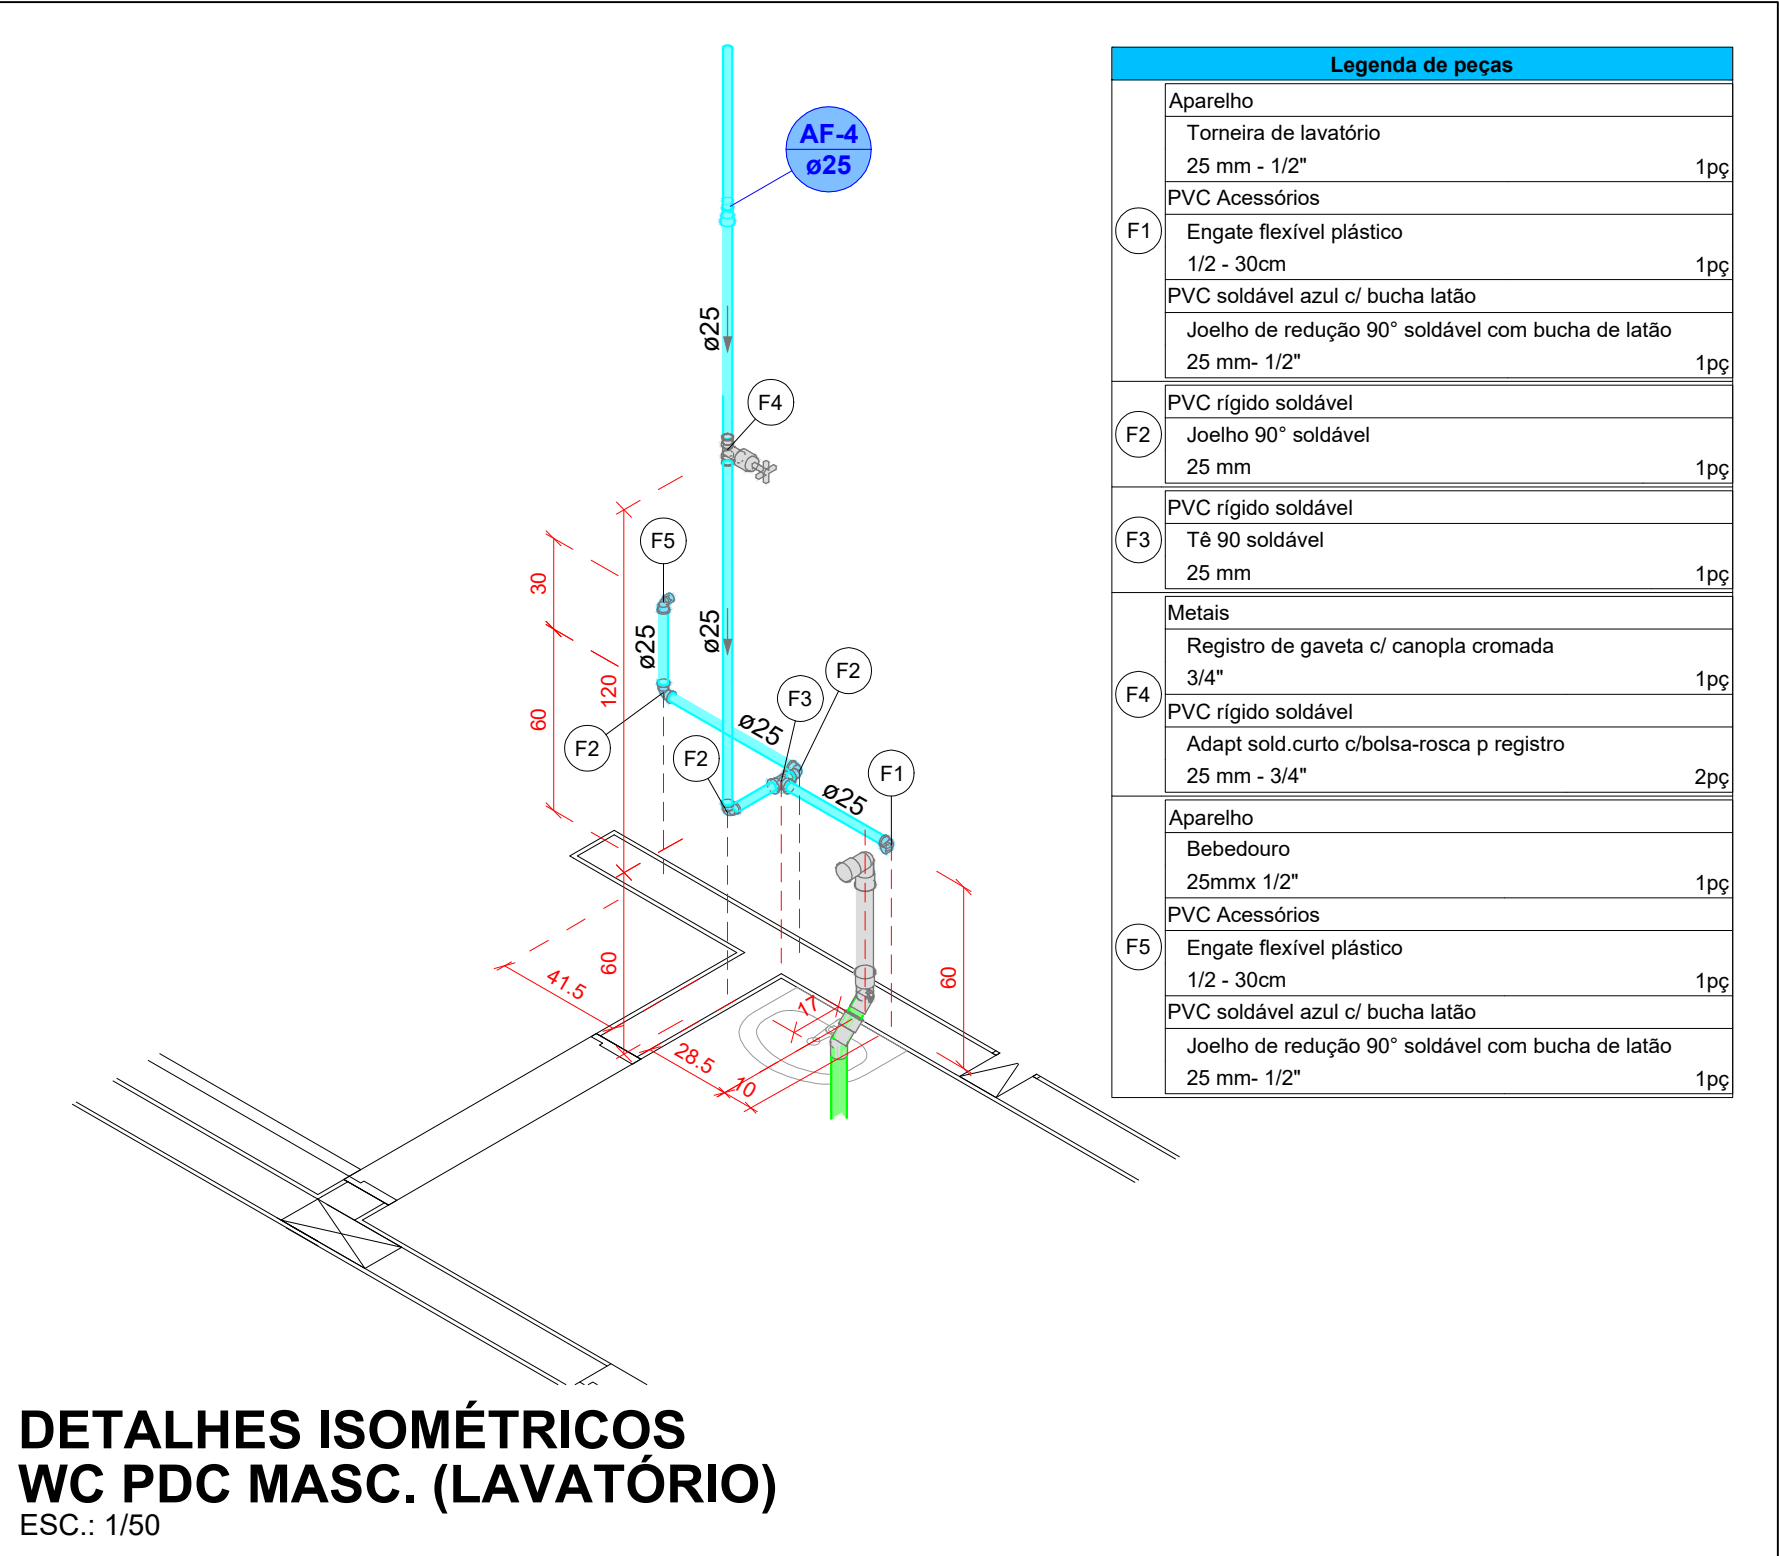 AF-4
ø25
ø25
F4
F5
30
ø25
ø25
120
60
F2
F3
F2
ø25
F2
F1
ø25
60
41.5
60
17
28.5
10
Legenda de peças
F1
Aparelho
Torneira de lavatório
25 mm - 1/2" 1pç
PVC Acessórios
Engate flexível plástico
1/2 - 30cm 1pç
PVC soldável azul c/ bucha latão
Joelho de redução 90° soldável com bucha de latão
25 mm- 1/2" 1pç
F2
PVC rígido soldável
Joelho 90° soldável
25 mm 1pç
F3
PVC rígido soldável
Tê 90 soldável
25 mm 1pç
F4
Metais
Registro de gaveta c/ canopla cromada
3/4" 1pç
PVC rígido soldável
Adapt sold.curto c/bolsa-rosca p registro
25 mm - 3/4" 2pç
F5
Aparelho
Bebedouro
25mmx 1/2" 1pç
PVC Acessórios
Engate flexível plástico
1/2 - 30cm 1pç
PVC soldável azul c/ bucha latão
Joelho de redução 90° soldável com bucha de latão
25 mm- 1/2" 1pç
DETALHES ISOMÉTRICOS
WC PDC MASC. (LAVATÓRIO)
ESC.: 1/50